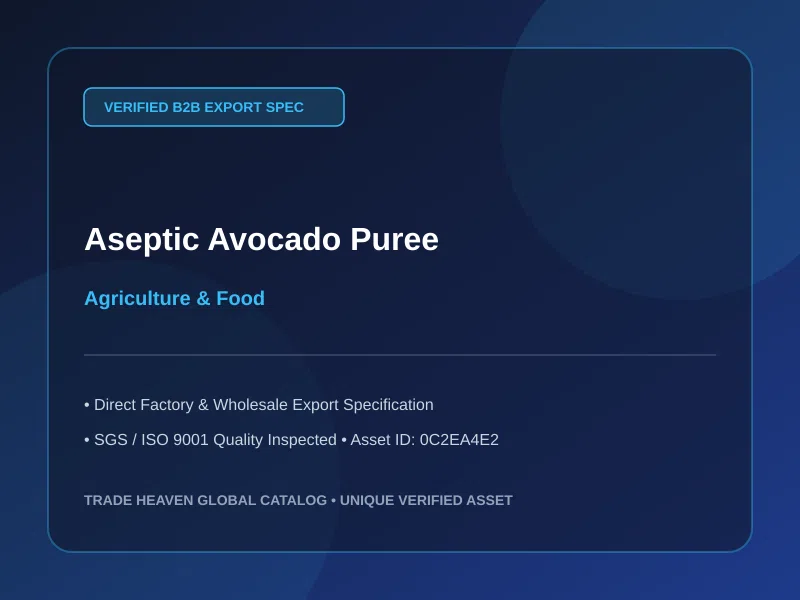 VERIFIED B2B EXPORT SPEC
Aseptic Avocado Puree
Agriculture & Food
• Direct Factory & Wholesale Export Specification
• SGS / ISO 9001 Quality Inspected • Asset ID: 0C2EA4E2
TRADE HEAVEN GLOBAL CATALOG • UNIQUE VERIFIED ASSET